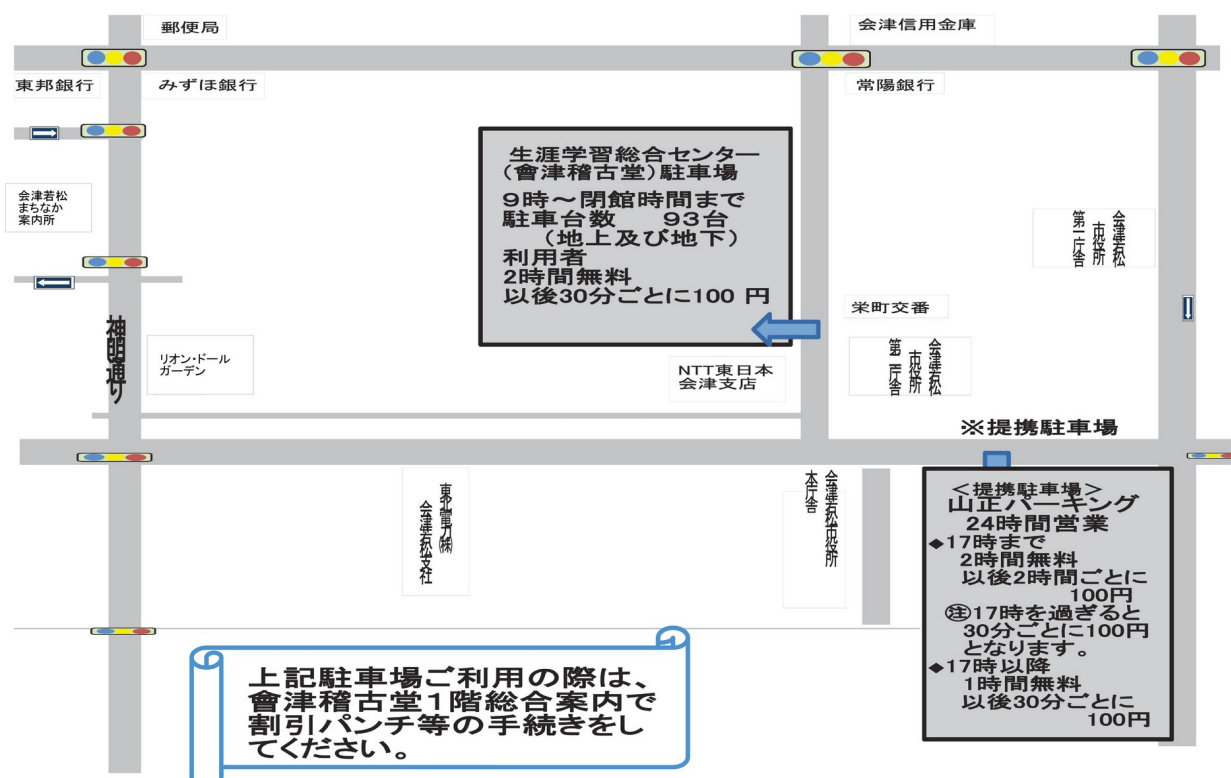 郵便局
会津信用金庫
東邦銀行
みずほ銀行
常陽銀行
生涯学習総合センター
(會津稽古堂)駐車場
9時～閉館時間まで
駐車台数　93台
(地上及び地下)
利用者
2時間無料
以後30分ごとに100 円
会津若松
まちなか
案内所
会津若松
市役所
第一庁舎
栄町交番
神明通り
リオン・ドール
ガーデン
NTT東日本
会津支店
会津若松
市役所
第二庁舎
※提携駐車場
東北電力㈱
会津若松支社
会津若松市役所
本庁舎
＜提携駐車場＞
山正パーキング
24時間営業
◆17時まで
2時間無料
以後2時間ごとに
100円
㊟17時を過ぎると
30分ごとに100円
となります。
◆17時以降
1時間無料
以後30分ごとに
100円
上記駐車場ご利用の際は、
會津稽古堂1階総合案内で
割引パンチ等の手続きをし
てください。